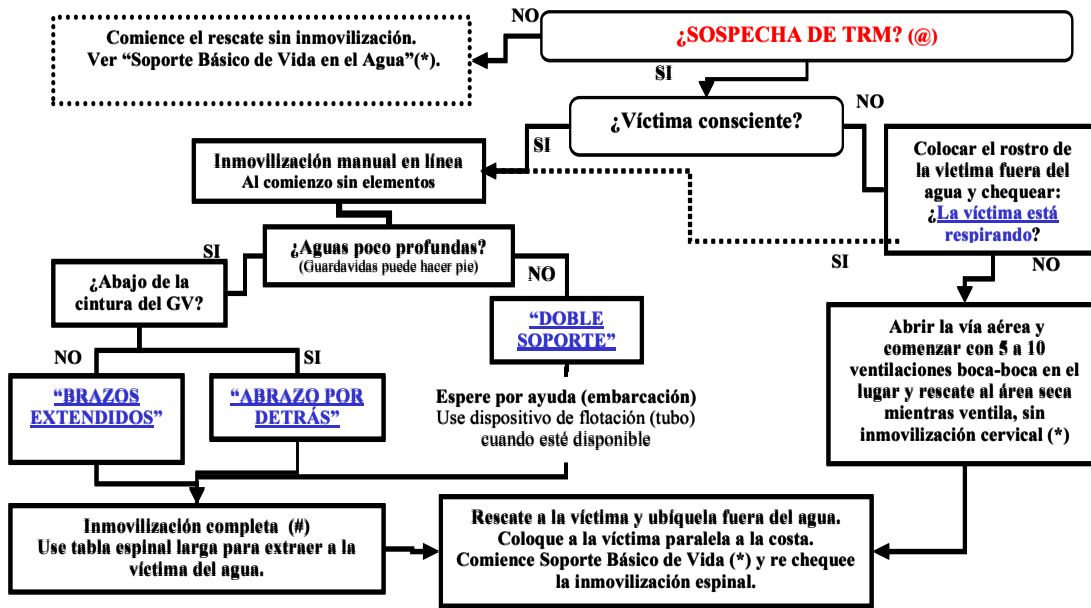 NO
Comience el rescate sin inmovilización.
Ver “Soporte Básico de Vida en el Agua”(*).
¿SOSPECHA DE TRM? (@)
SI
¿Víctima consciente?
NO
SI
Inmovilización manual en línea
Al comienzo sin elementos
Colocar el rostro de
la victima fuera del
agua y chequear:
¿La víctima está
respirando?
SI
¿Aguas poco profundas?
(Guardavidas puede hacer pie)
SI
NO
NO
¿Abajo de la
cintura del GV?
“DOBLE
SOPORTE”
NO
SI
“BRAZOS
EXTENDIDOS”
“ABRAZO POR
DETRÁS”
Espere por ayuda (embarcación)
Use dispositivo de flotación (tubo)
cuando esté disponible
Abrir la vía aérea y
comenzar con 5 a 10
ventilaciones boca-boca en el
lugar y rescate al área seca
mientras ventila, sin
inmovilización cervical (*)
Inmovilización completa (#)
Use tabla espinal larga para extraer a la
víctima del agua.
Rescate a la víctima y ubíquela fuera del agua.
Coloque a la víctima paralela a la costa.
Comience Soporte Básico de Vida (*) y re chequee
la inmovilización espinal.